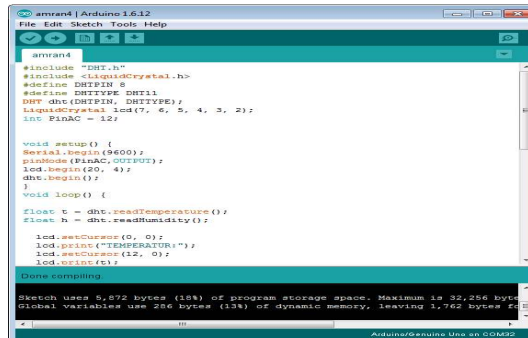 amran4 | Arduino 1.6.12
File Edit Sketch Tools Help
amran4
#include "DHT.h"
#include <LiquidCrystal.h>
#define DHTPIN 8
#define DHTTYPE DHT11
DHT dht(DHTPIN, DHTTYPE);
LiquidCrystal lcd(7, 6, 5, 4, 3, 2);
int PinAC = 12;
void setup() {
Serial.begin(9600);
pinMode(PinAC,OUTPUT);
lcd.begin(20, 4);
dht.begin();
}
void loop() {
float t = dht.readTemperature();
float h = dht.readHumidity();
lcd.setCursor(0, 0);
lcd.print("TEMPERATUR:");
lcd.setCursor(12, 0);
lcd.print(t);
Done compiling.
Sketch uses 5,872 bytes (18%) of program storage space. Maximum is 32,256 byte
Global variables use 286 bytes (13%) of dynamic memory, leaving 1,762 bytes fo
Arduino/Genuino Uno on COM32